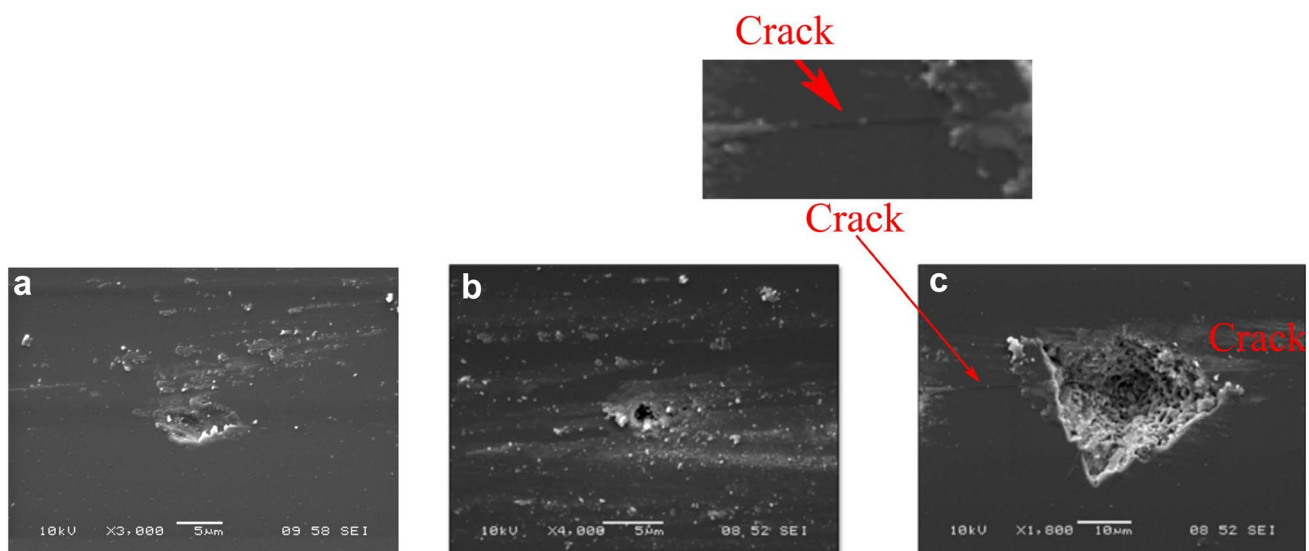 Crack
Crack
a
b
c
Crack
10kV X3,000 5μm 09 58 SEI
10kV X4,000 5μm 08 52 SEI
10kV X1,800 10μm 08 52 SEI